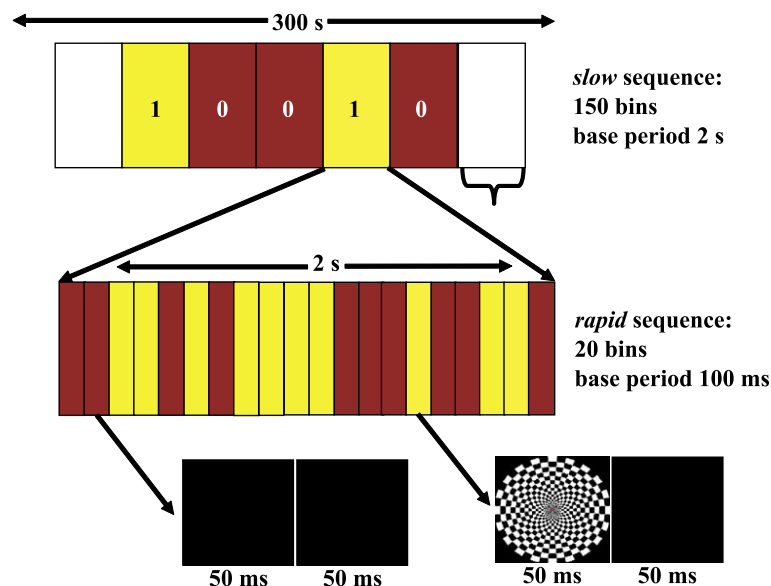 300 s
1 0 0 1 0
slow sequence:
150 bins
base period 2 s
2 s
rapid sequence:
20 bins
base period 100 ms
50 ms 50 ms
50 ms 50 ms